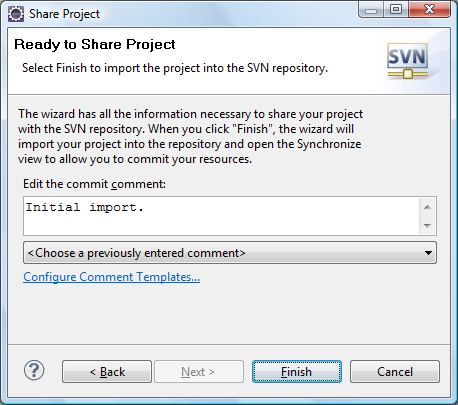 Share Project
Ready to Share Project
Select Finish to import the project into the SVN repository.
SVN
The wizard has all the information necessary to share your project
with the SVN repository. When you click "Finish", the wizard will
import your project into the repository and open the Synchronize
view to allow you to commit your resources.
Edit the commit comment:
Initial import.
<Choose a previously entered comment>
Configure Comment Templates...
?
< Back
Next >
Finish
Cancel